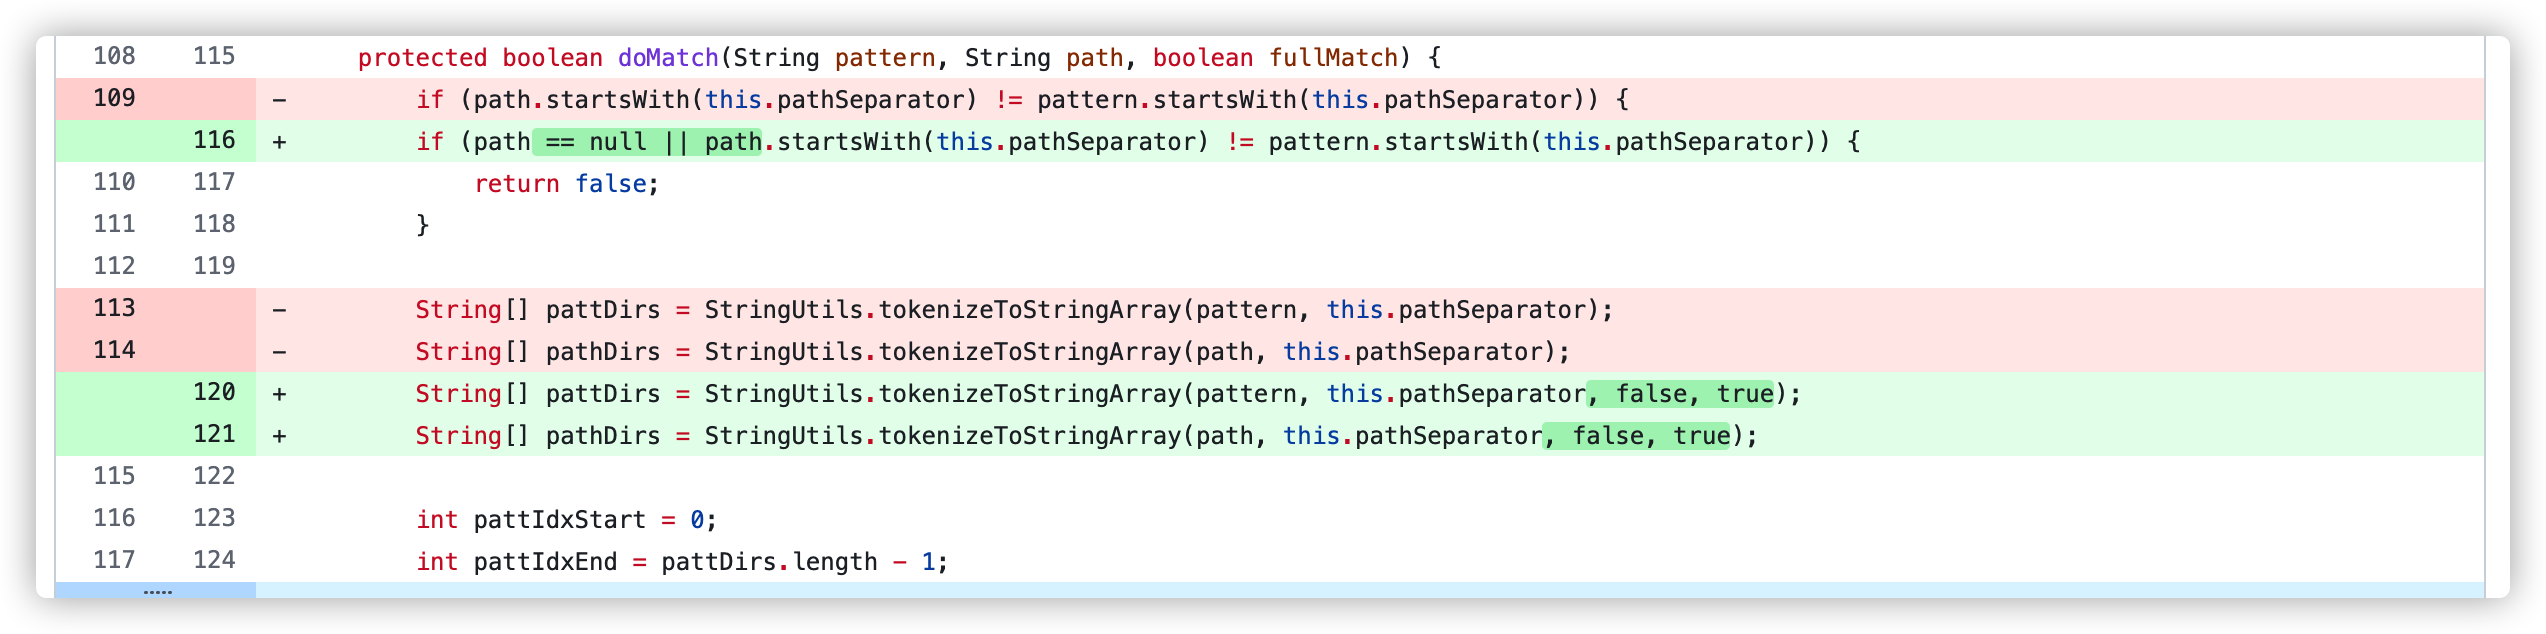 108 115 protected boolean doMatch(String pattern, String path, boolean fullMatch) {
109 - if (path.startsWith(this.pathSeparator) != pattern.startsWith(this.pathSeparator)) {
116 + if (path == null || path.startsWith(this.pathSeparator) != pattern.startsWith(this.pathSeparator)) {
110 117 return false;
111 118 }
112 119
113 - String[] pattDirs = StringUtils.tokenizeToStringArray(pattern, this.pathSeparator);
114 - String[] pathDirs = StringUtils.tokenizeToStringArray(path, this.pathSeparator);
120 + String[] pattDirs = StringUtils.tokenizeToStringArray(pattern, this.pathSeparator, false, true);
121 + String[] pathDirs = StringUtils.tokenizeToStringArray(path, this.pathSeparator, false, true);
115 122
116 123 int pattIdxStart = 0;
117 124 int pattIdxEnd = pattDirs.length - 1;